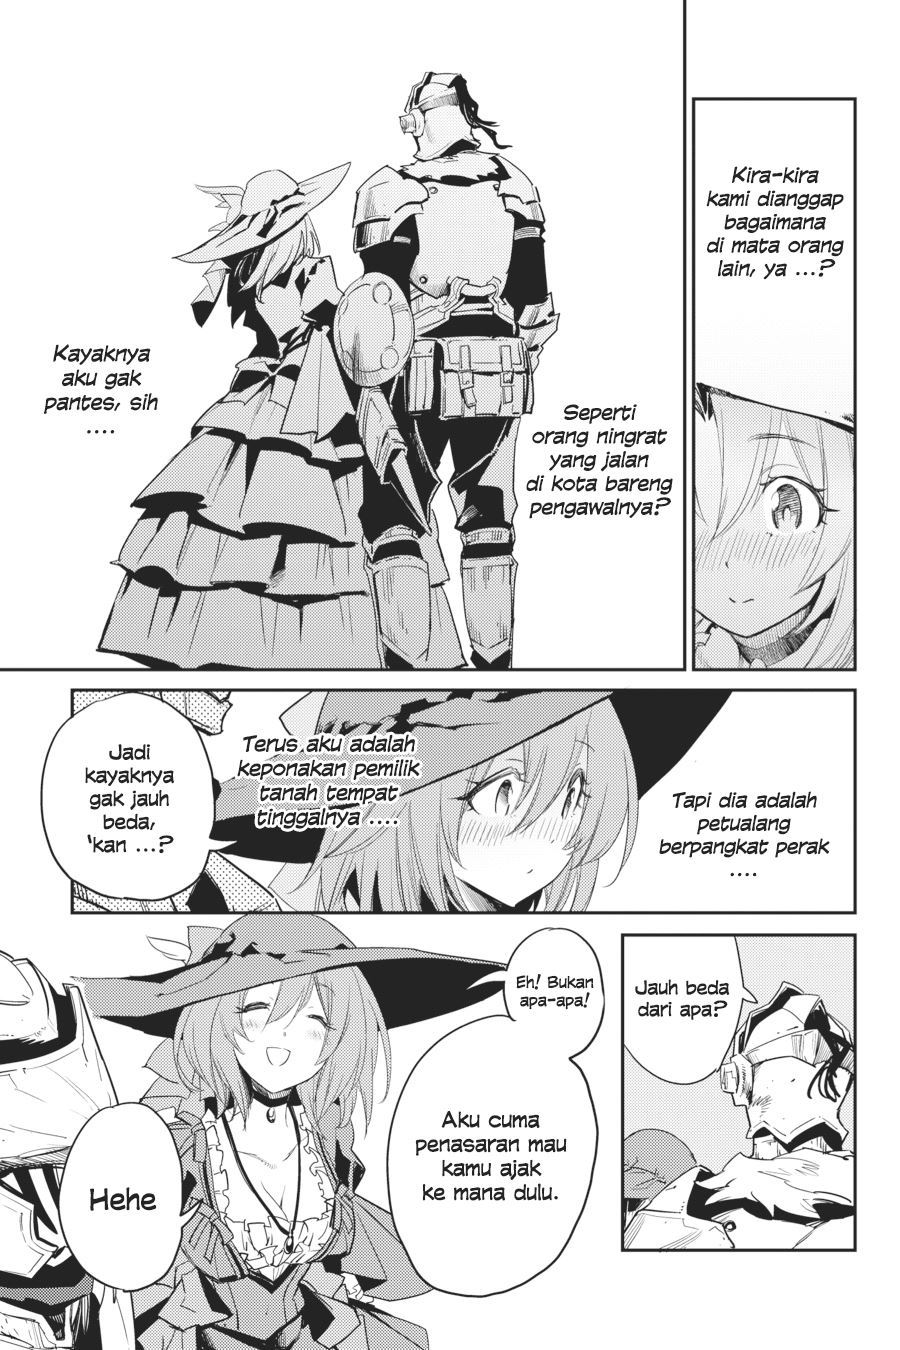 Kira-kira
kami dianggap
bagaimana
di mata orang
lain, ya ...?
Seperti
orang ningrat
yang jalan
di kota bareng
pengawalnya?
Kayaknya
aku gak
pantes, sih
....
Tapi dia adalah
petualang
berpangkat perak
....
Terus aku adalah
keponakan pemilik
tanah tempat
tinggalnya ....
Jadi
kayaknya
gak jauh
beda,
'kan ...?
Jauh beda
dari apa?
Eh! Bukan
apa-apa!
Aku cuma
penasaran mau
kamu ajak
ke mana dulu.
Hehe